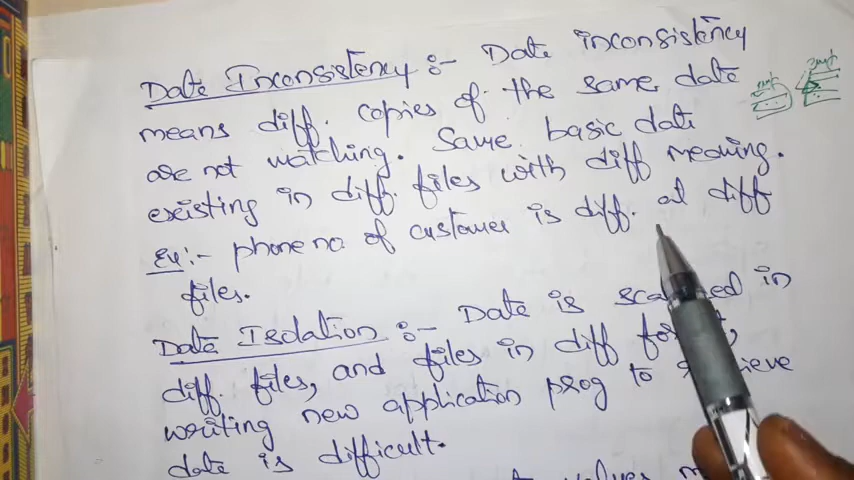 Data Inconsistency :- Data inconsistency
means diff. copies of the same data
are not matching. Same basic data
existing in diff. files with diff meaning.
Ex:- phone no of customer is diff. at diff
files.
Data Isolation :- Data is in
diff. files, and files in diff
writing new application prog to
data is difficult.
values